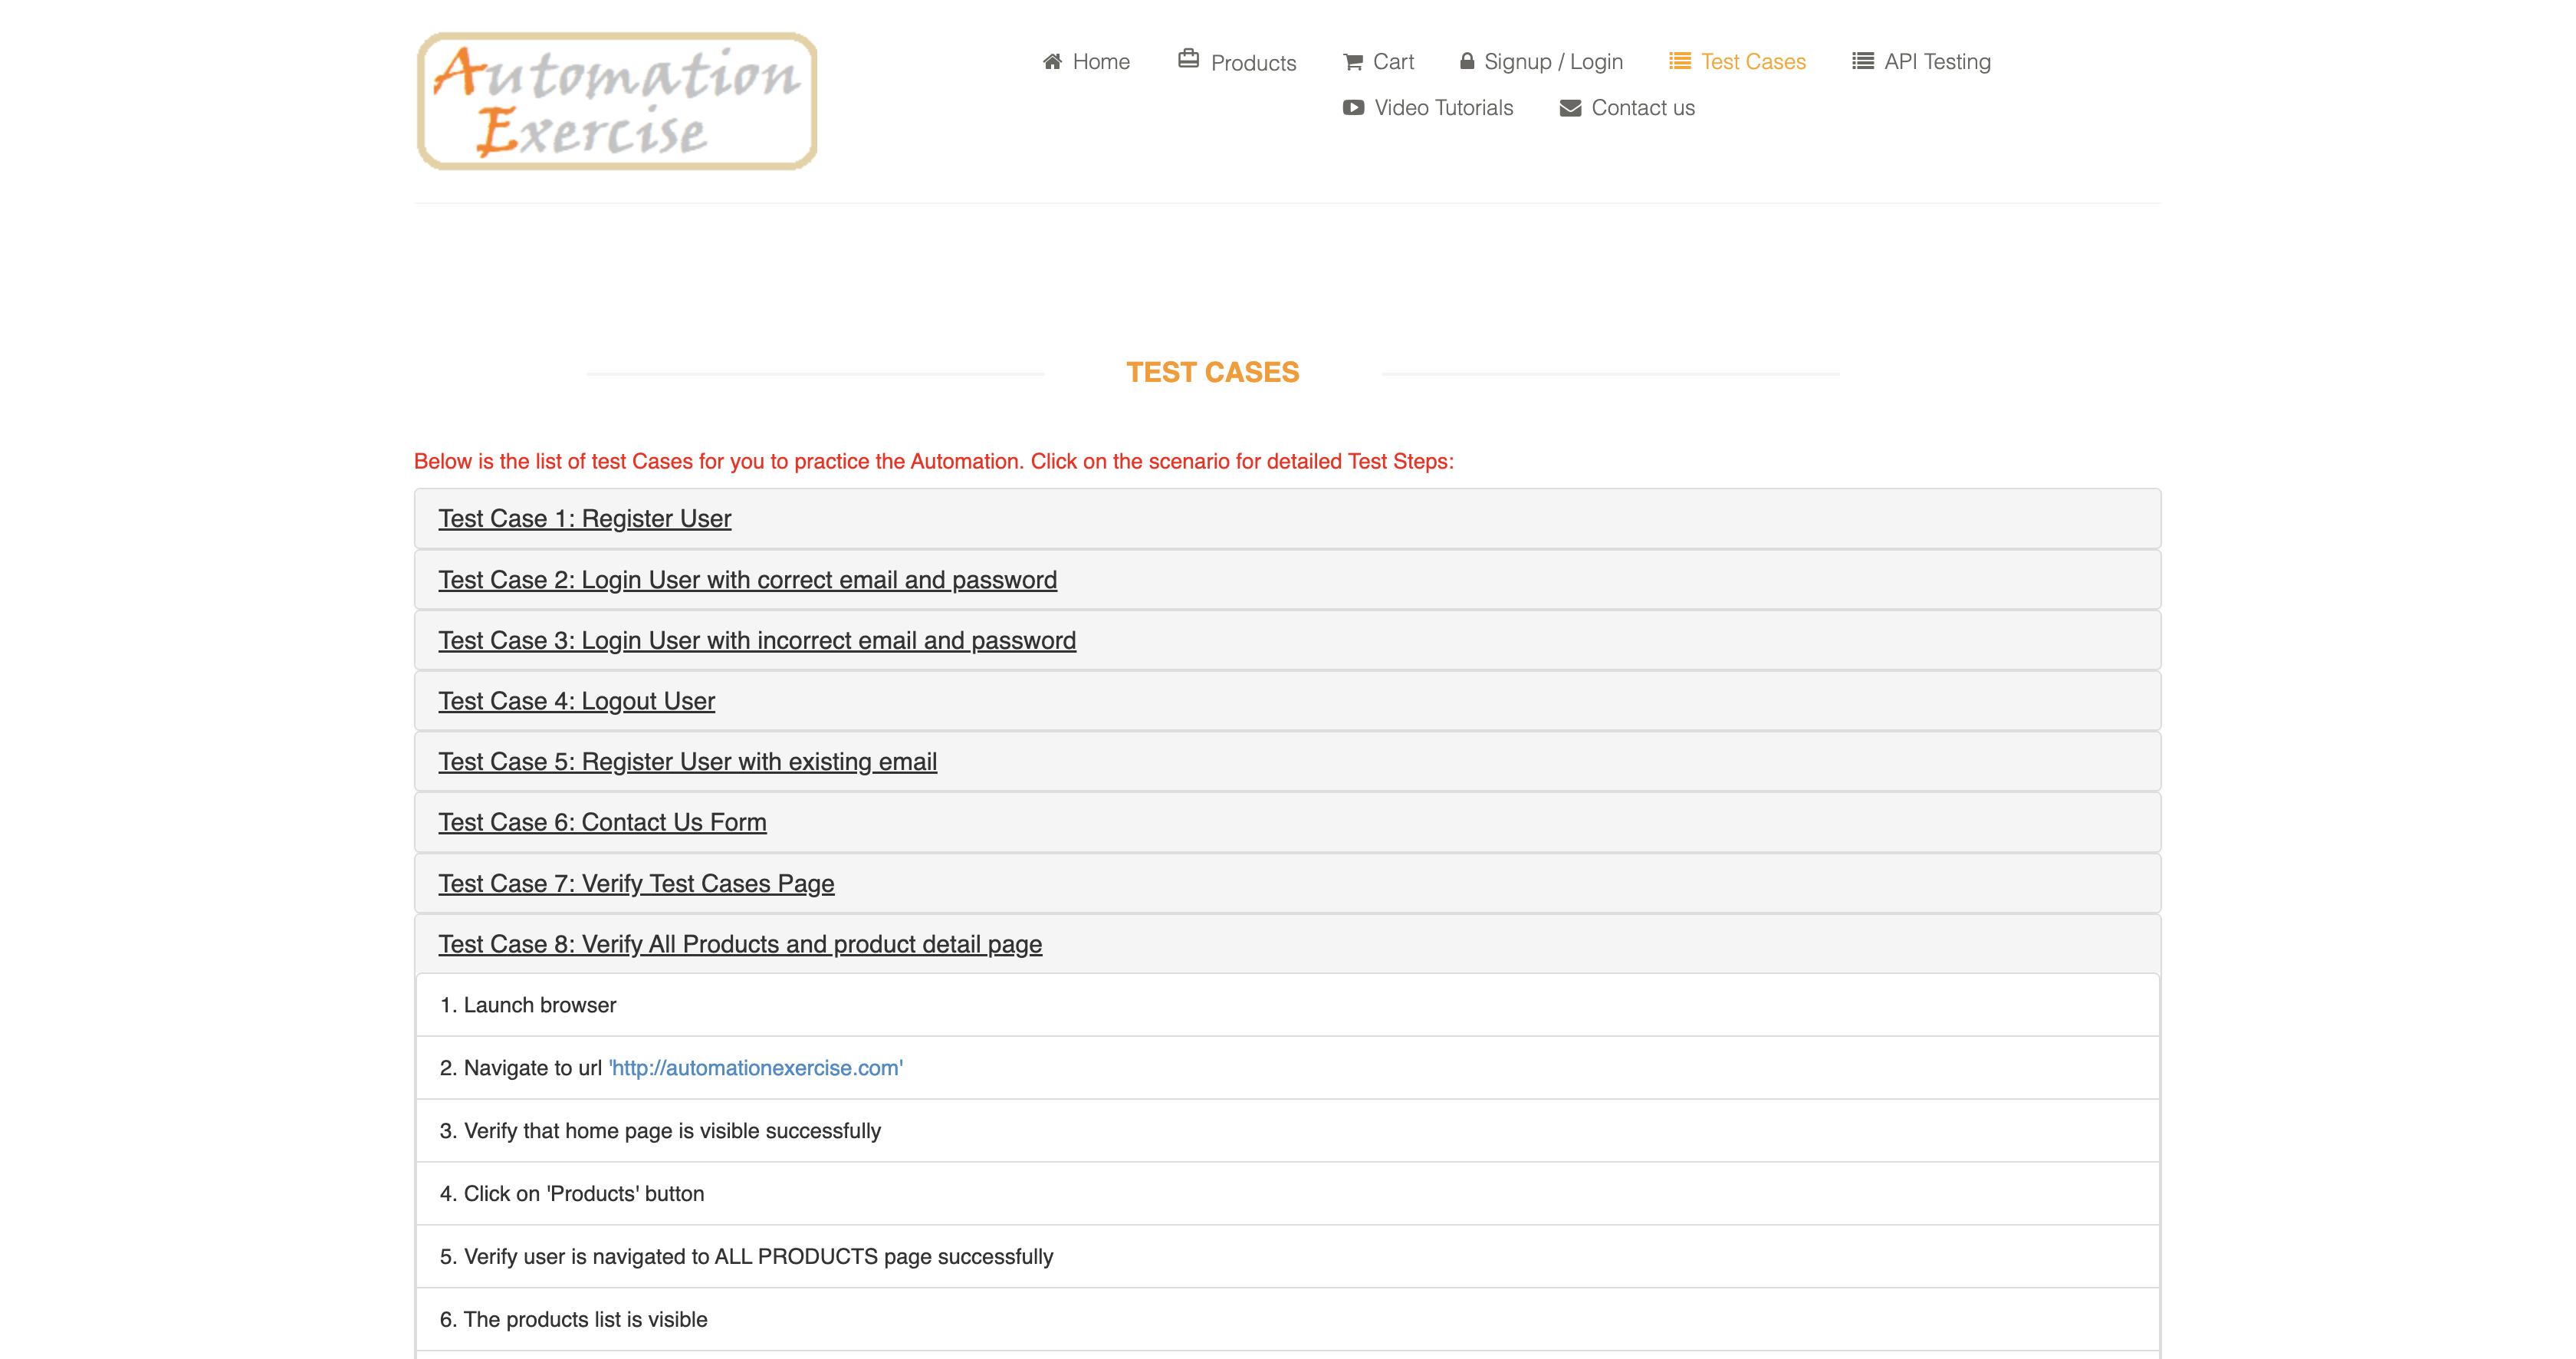 Automation
Exercise
Home Products Cart Signup / Login Test Cases API Testing
Video Tutorials Contact us
TEST CASES
Below is the list of test Cases for you to practice the Automation. Click on the scenario for detailed Test Steps:
Test Case 1: Register User
Test Case 2: Login User with correct email and password
Test Case 3: Login User with incorrect email and password
Test Case 4: Logout User
Test Case 5: Register User with existing email
Test Case 6: Contact Us Form
Test Case 7: Verify Test Cases Page
Test Case 8: Verify All Products and product detail page
1. Launch browser
2. Navigate to url 'http://automationexercise.com'
3. Verify that home page is visible successfully
4. Click on 'Products' button
5. Verify user is navigated to ALL PRODUCTS page successfully
6. The products list is visible